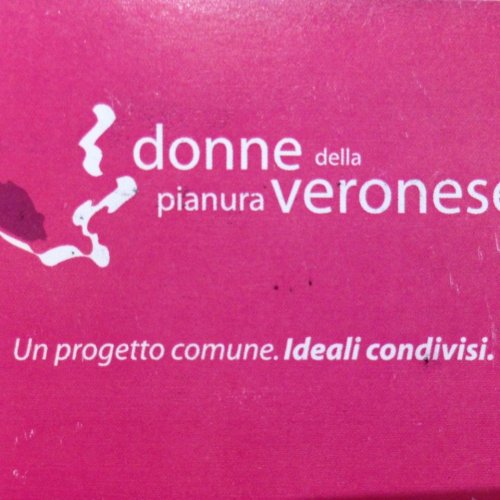 donne della
pianura veronese
Un progetto comune. Ideali condivisi.